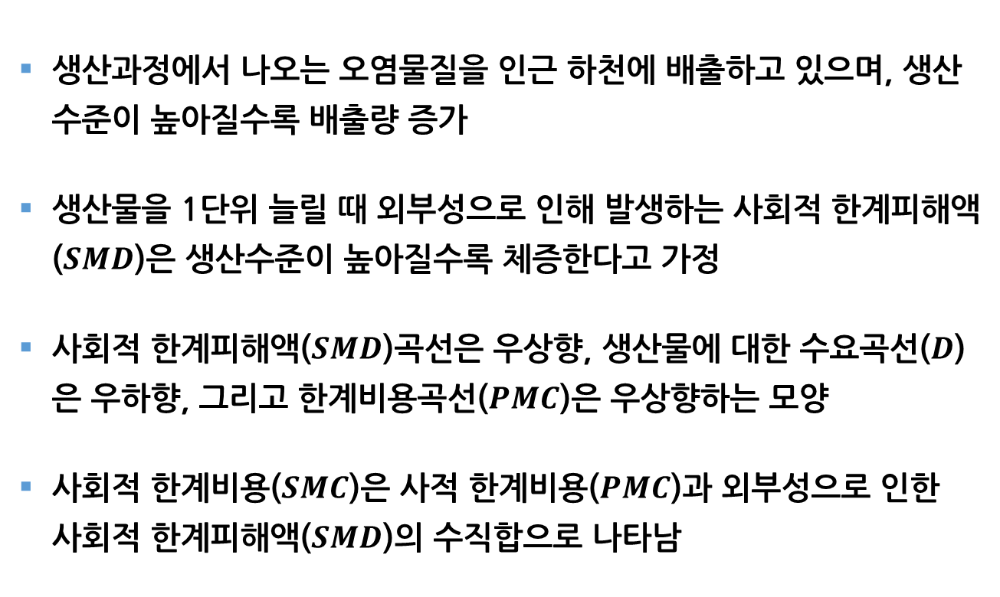 ▪ 생산과정에서 나오는 오염물질을 인근 하천에 배출하고 있으며, 생산
수준이 높아질수록 배출량 증가
▪ 생산물을 1단위 늘릴 때 외부성으로 인해 발생하는 사회적 한계피해액
(SMD)은 생산수준이 높아질수록 체증한다고 가정
▪ 사회적 한계피해액(SMD)곡선은 우상향, 생산물에 대한 수요곡선(D)
은 우하향, 그리고 한계비용곡선(PMC)은 우상향하는 모양
▪ 사회적 한계비용(SMC)은 사적 한계비용(PMC)과 외부성으로 인한
사회적 한계피해액(SMD)의 수직합으로 나타남